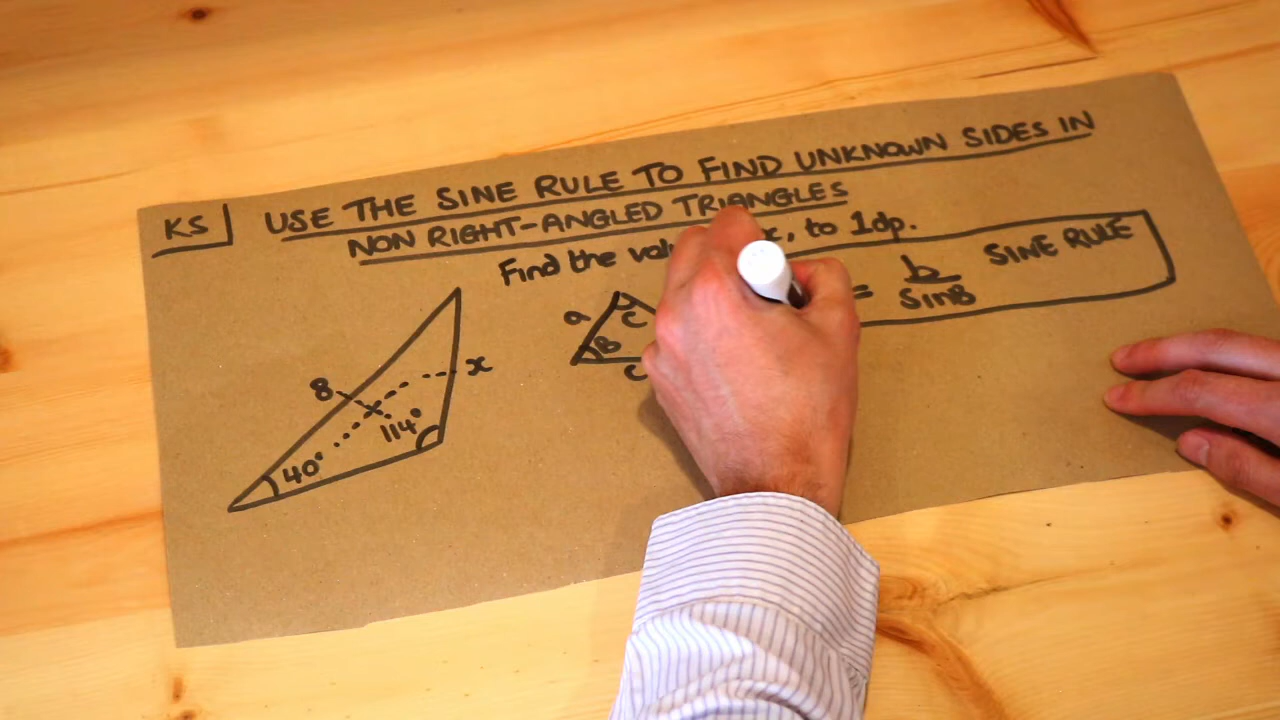 KS
USE THE SINE RULE TO FIND UNKNOWN SIDES IN
NON RIGHT-ANGLED TRIANGLES
Find the x, to 1dp.
= b SINE RULE
sinB
a
C
B
c
8
x
114°
40°